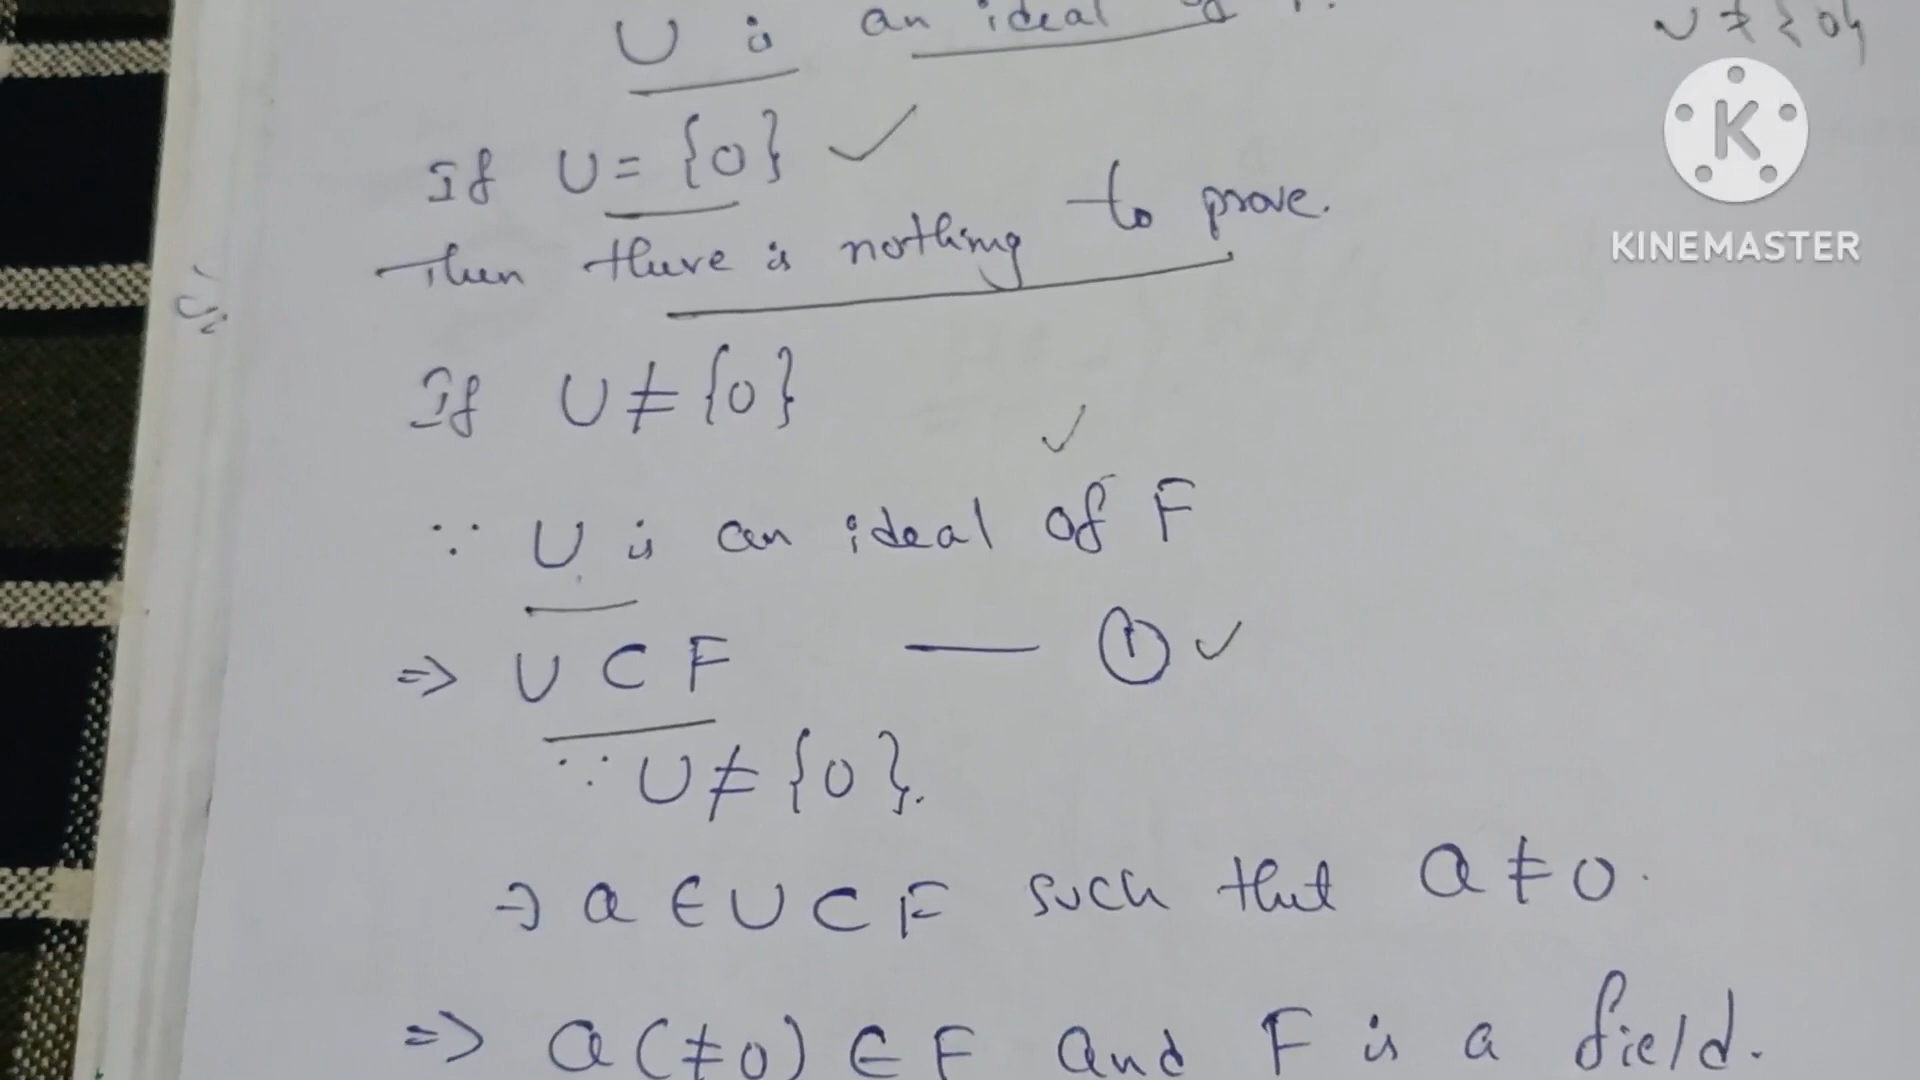 U is an ideal
U ≠ {0}
If U = {0} ✓
KINEMASTER
Then there is nothing to prove.
If U ≠ {0}
∵ U is an ideal of F
⇒ U ⊂ F — ① ✓
∵ U ≠ {0}.
⇒ a ∈ U ⊂ F such that a ≠ 0.
⇒ a (≠0) ∈ F and F is a field.